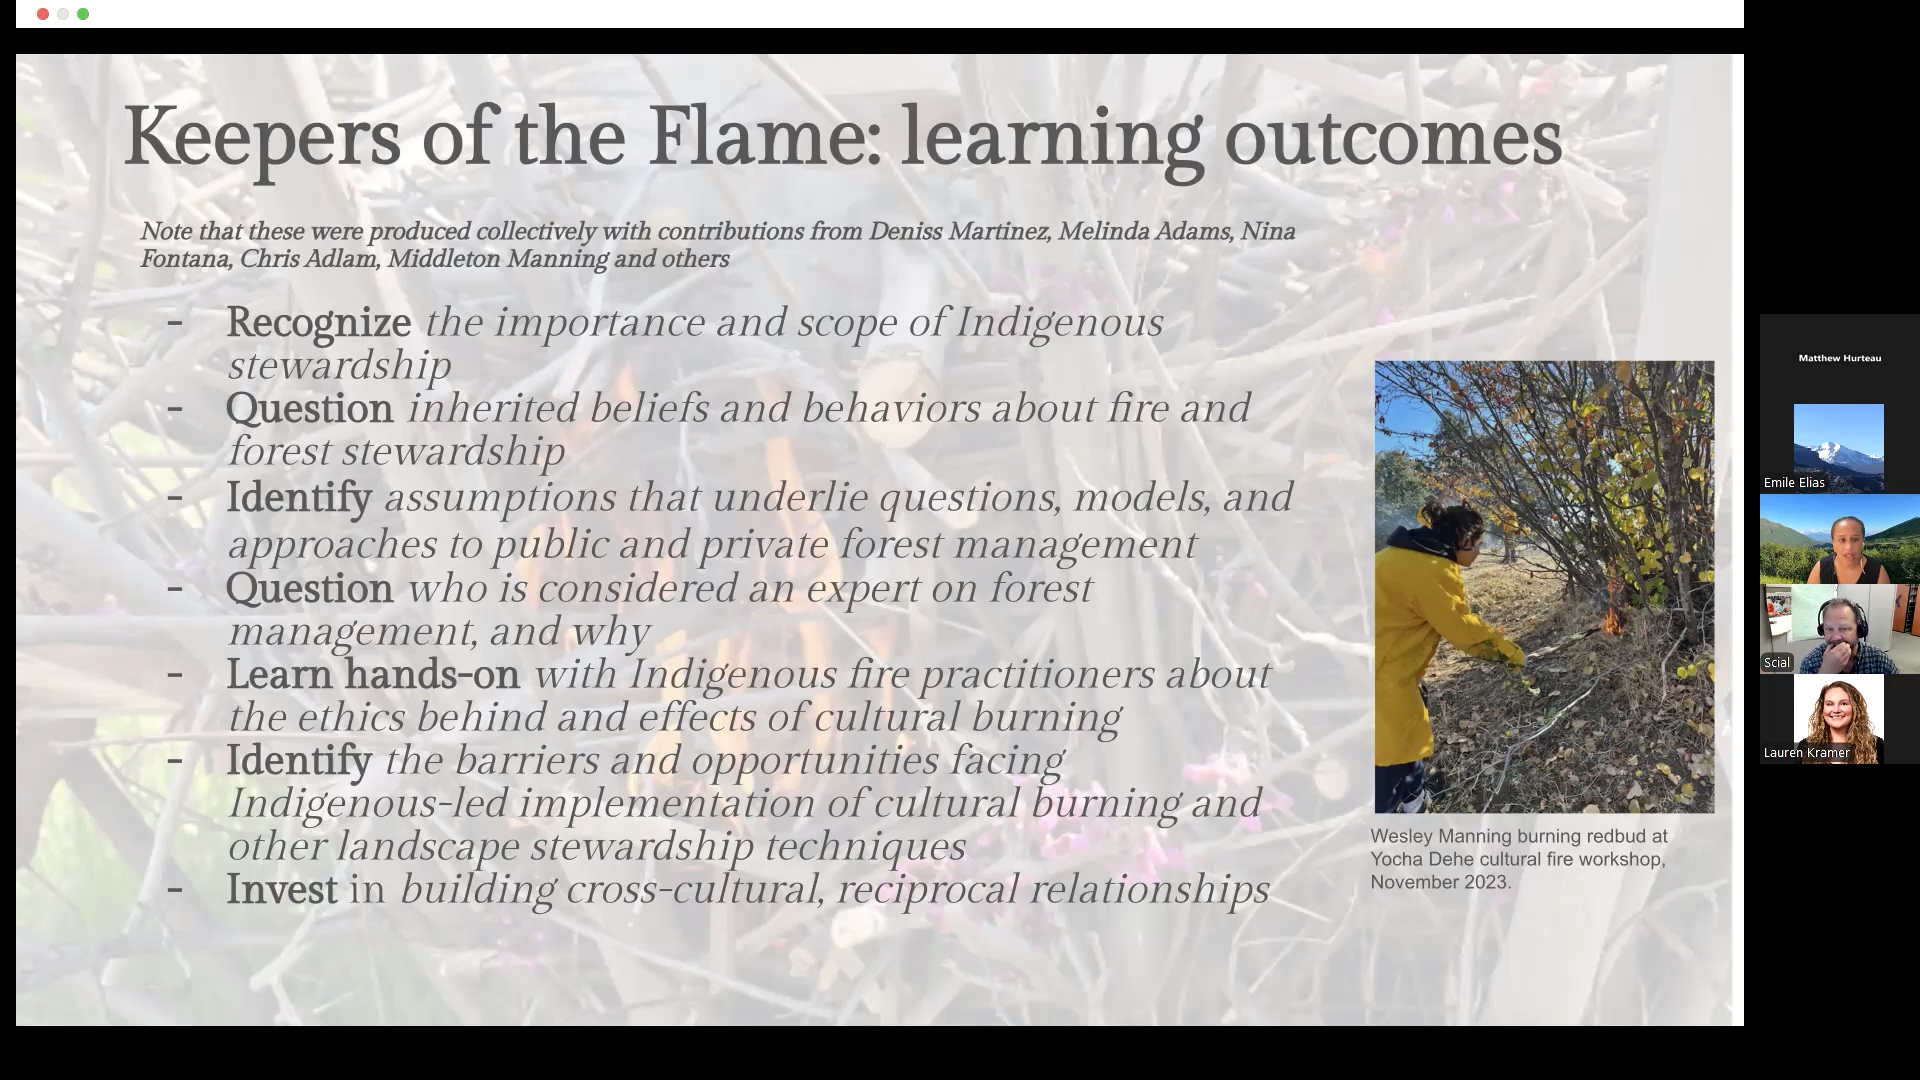 Keepers of the Flame: learning outcomes
Note that these were produced collectively with contributions from Deniss Martinez, Melinda Adams, Nina
Fontana, Chris Adlam, Middleton Manning and others
- Recognize the importance and scope of Indigenous
stewardship
- Question inherited beliefs and behaviors about fire and
forest stewardship
- Identify assumptions that underlie questions, models, and
approaches to public and private forest management
- Question who is considered an expert on forest
management, and why
- Learn hands-on with Indigenous fire practitioners about
the ethics behind and effects of cultural burning
- Identify the barriers and opportunities facing
Indigenous-led implementation of cultural burning and
other landscape stewardship techniques
- Invest in building cross-cultural, reciprocal relationships
Wesley Manning burning redbud at
Yocha Dehe cultural fire workshop,
November 2023.
Matthew Hurteau
Emile Elias
Scial
Lauren Kramer